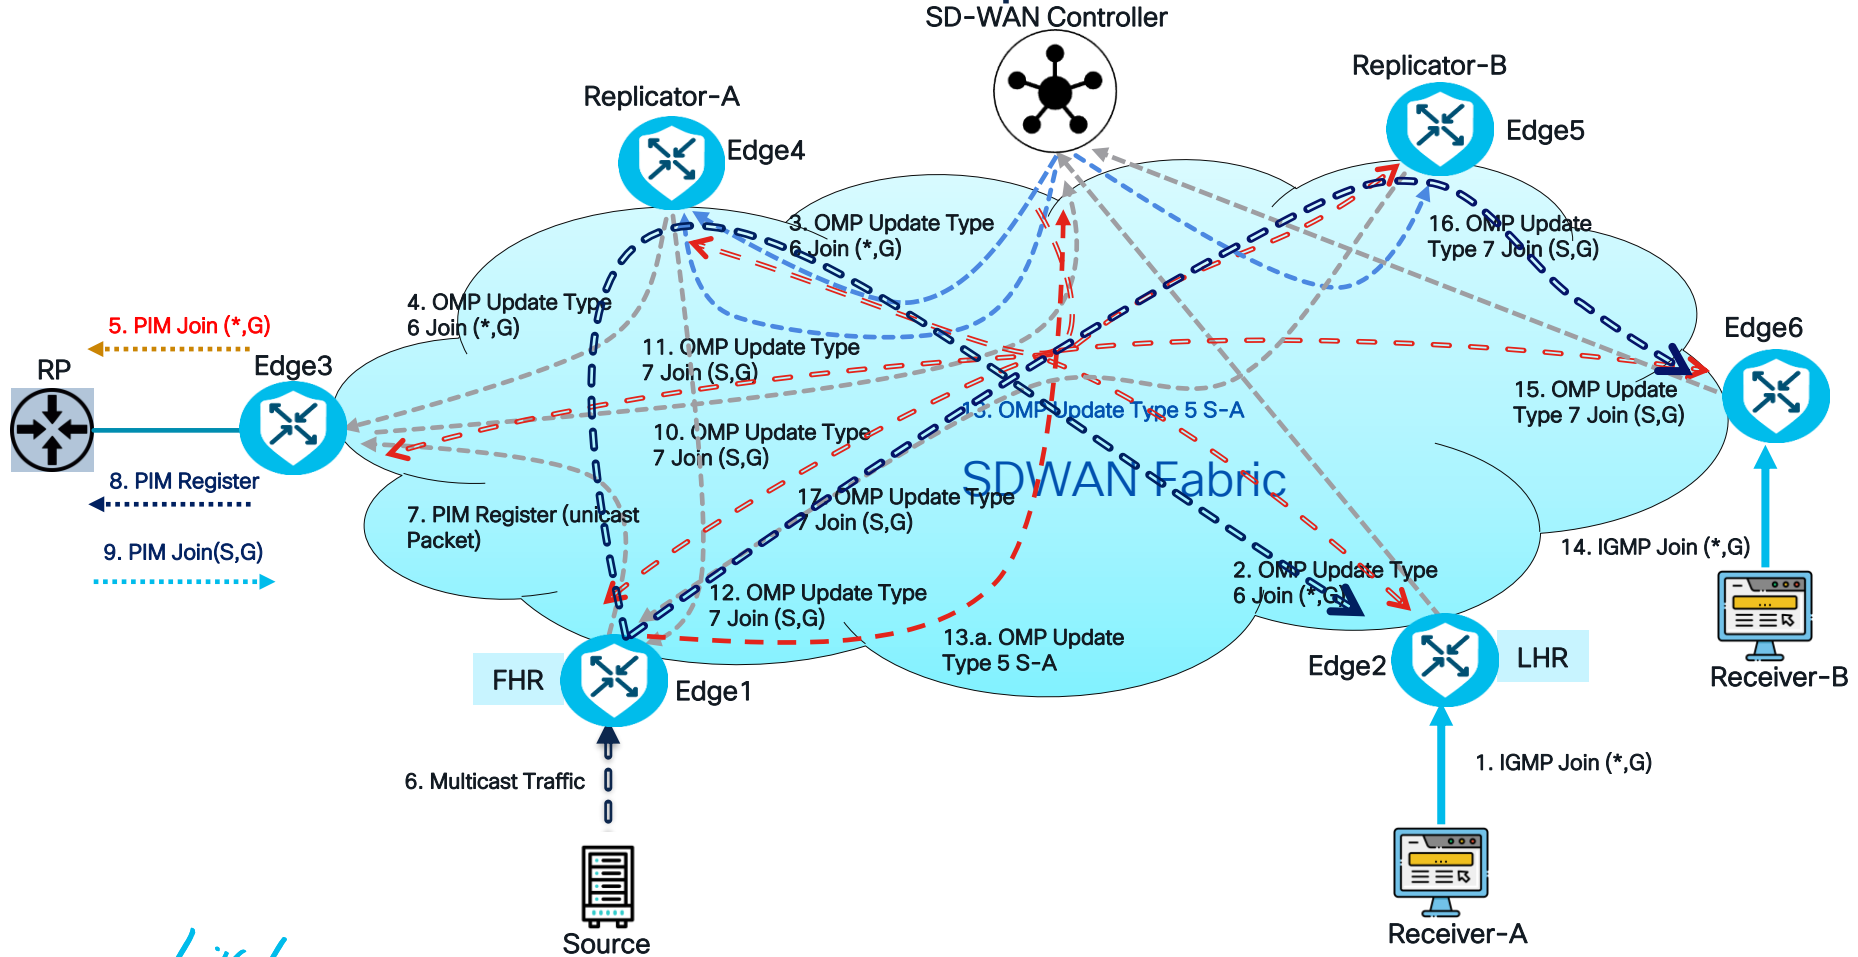 SD-WAN Controller
Replicator-B
Edge5
Replicator-A
Edge4
3. OMP Update Type
6 Join (*,G)
16. OMP Update
Type 7 Join (S,G)
4. OMP Update Type
6 Join (*,G)
5. PIM Join (*,G)
RP
Edge3
11. OMP Update Type
7 Join (S,G)
Edge6
15. OMP Update
Type 7 Join (S,G)
13. OMP Update Type 5 S-A
10. OMP Update Type
7 Join (S,G)
SDWAN Fabric
8. PIM Register
17. OMP Update Type
7 Join (S,G)
7. PIM Register (unicast
Packet)
9. PIM Join(S,G)
14. IGMP Join (*,G)
2. OMP Update Type
6 Join (*,G)
12. OMP Update Type
7 Join (S,G)
13.a. OMP Update
Type 5 S-A
FHR
Edge1
Edge2
LHR
Receiver-B
6. Multicast Traffic
1. IGMP Join (*,G)
Source
Receiver-A